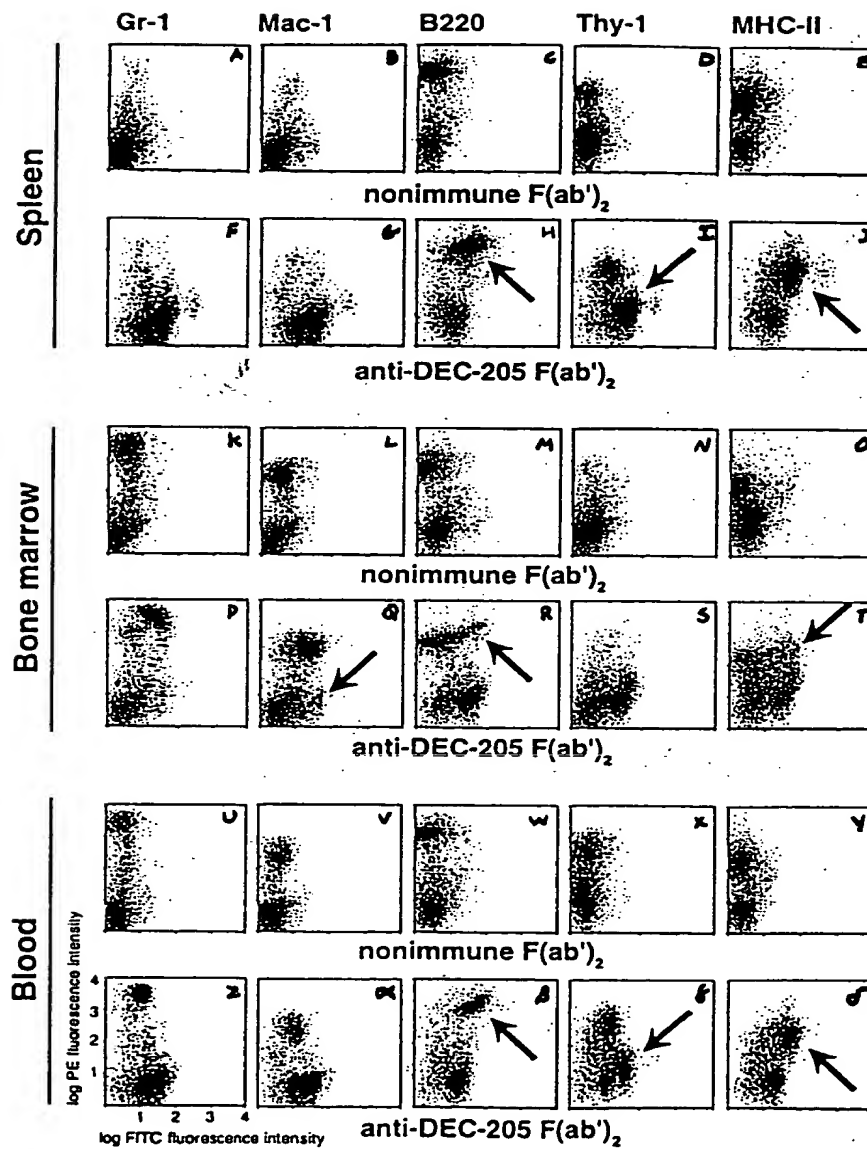 Gr-1 Mac-1 B220 Thy-1 MHC-II
Spleen
A B C D E
nonimmune F(ab')₂
F G H I J
anti-DEC-205 F(ab')₂
Bone marrow
K L M N O
nonimmune F(ab')₂
P Q R S T
anti-DEC-205 F(ab')₂
Blood
U V W X Y
nonimmune F(ab')₂
log PE fluorescence intensity
4
3
2
1
Z α β γ δ
1 2 3 4
log FITC fluorescence intensity
anti-DEC-205 F(ab')₂